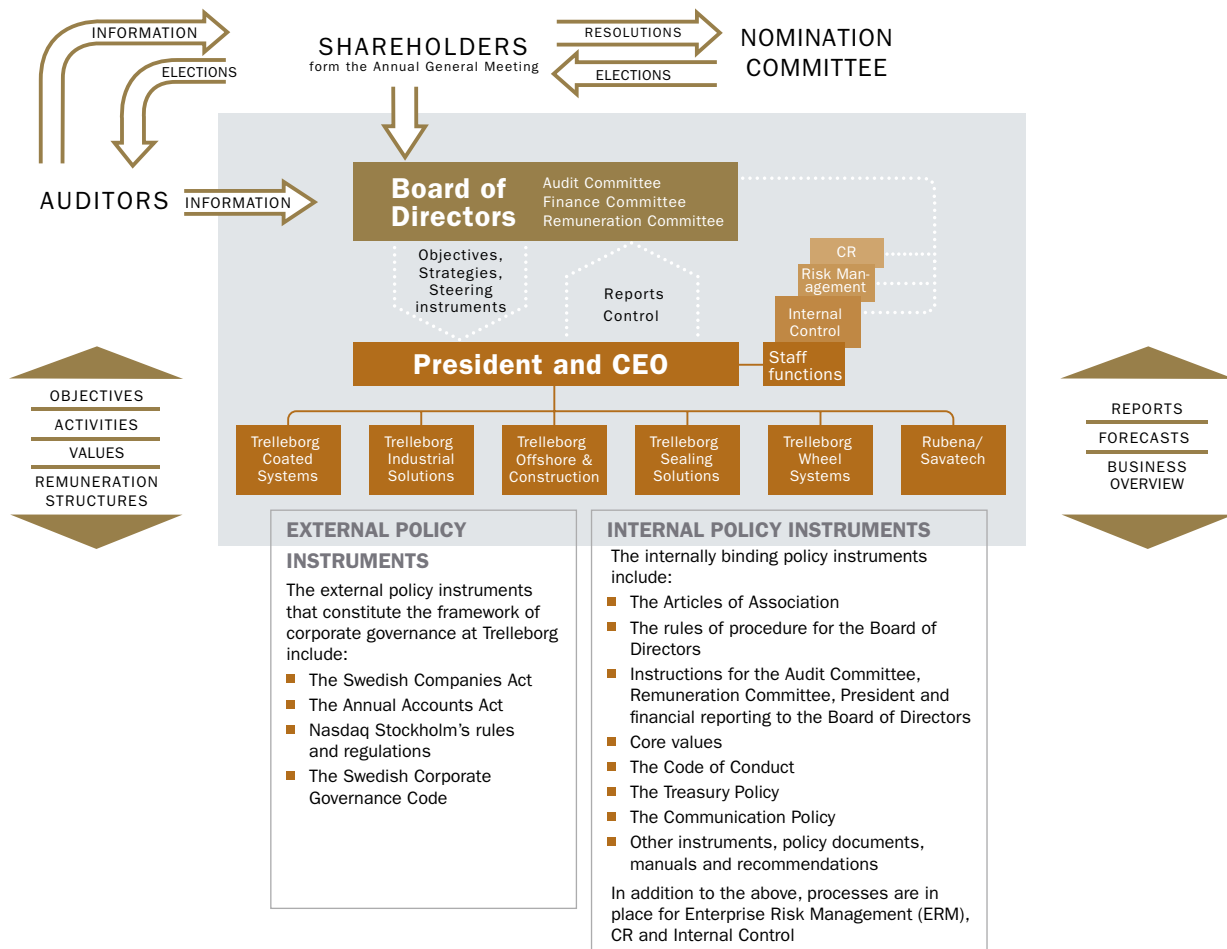 INFORMATION
ELECTIONS
SHAREHOLDERS
form the Annual General Meeting
RESOLUTIONS
ELECTIONS
NOMINATION
COMMITTEE
AUDITORS
INFORMATION
Board of
Directors
Audit Committee
Finance Committee
Remuneration Committee
Objectives,
Strategies,
Steering
instruments
Reports
Control
CR
Risk Man-
agement
Internal
Control
Staff
functions
President and CEO
OBJECTIVES
ACTIVITIES
VALUES
REMUNERATION
STRUCTURES
REPORTS
FORECASTS
BUSINESS
OVERVIEW
Trelleborg
Coated
Systems
Trelleborg
Industrial
Solutions
Trelleborg
Offshore &
Construction
Trelleborg
Sealing
Solutions
Trelleborg
Wheel
Systems
Rubena/
Savatech
EXTERNAL POLICY
INSTRUMENTS
The external policy instruments
that constitute the framework of
corporate governance at Trelleborg
include:
■ The Swedish Companies Act
■ The Annual Accounts Act
■ Nasdaq Stockholm's rules
and regulations
■ The Swedish Corporate
Governance Code
INTERNAL POLICY INSTRUMENTS
The internally binding policy instruments
include:
■ The Articles of Association
■ The rules of procedure for the Board of
Directors
■ Instructions for the Audit Committee,
Remuneration Committee, President and
financial reporting to the Board of Directors
■ Core values
■ The Code of Conduct
■ The Treasury Policy
■ The Communication Policy
■ Other instruments, policy documents,
manuals and recommendations
In addition to the above, processes are in
place for Enterprise Risk Management (ERM),
CR and Internal Control